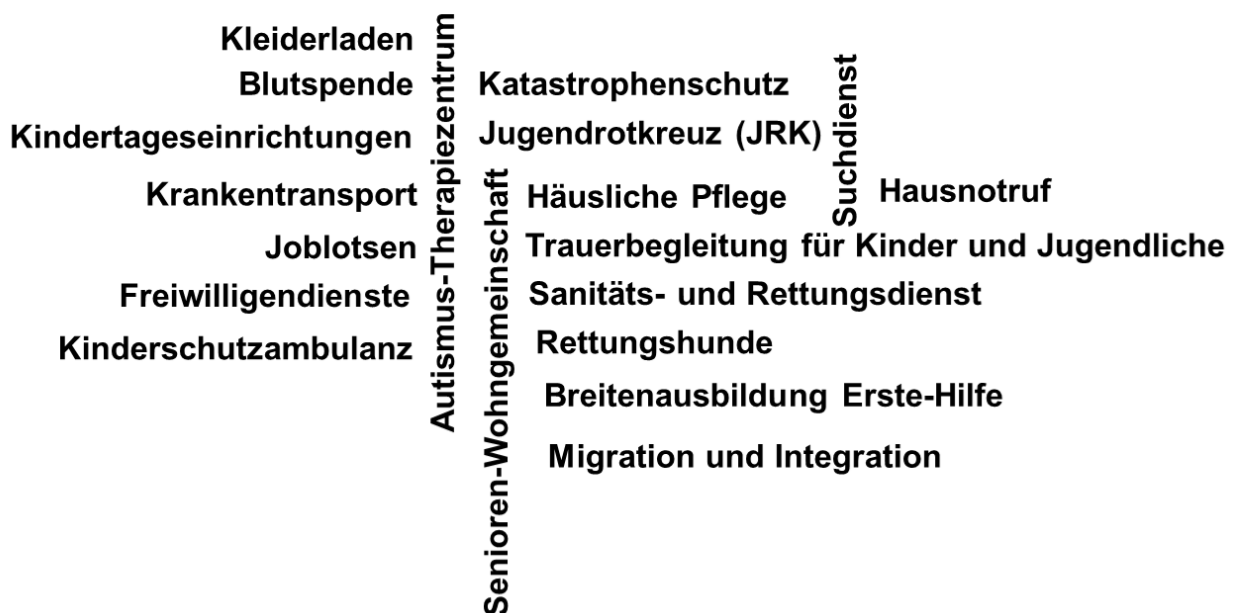 Kleiderladen
Blutspende
Kindertageseinrichtungen
Krankentransport
Joblotsen
Freiwilligendienste
Kinderschutzambulanz
Autismus-Therapiezentrum
Senioren-Wohngemeinschaft
Katastrophenschutz
Jugendrotkreuz (JRK)
Häusliche Pflege
Suchdienst
Hausnotruf
Trauerbegleitung für Kinder und Jugendliche
Sanitäts- und Rettungsdienst
Rettungshunde
Breitenausbildung Erste-Hilfe
Migration und Integration